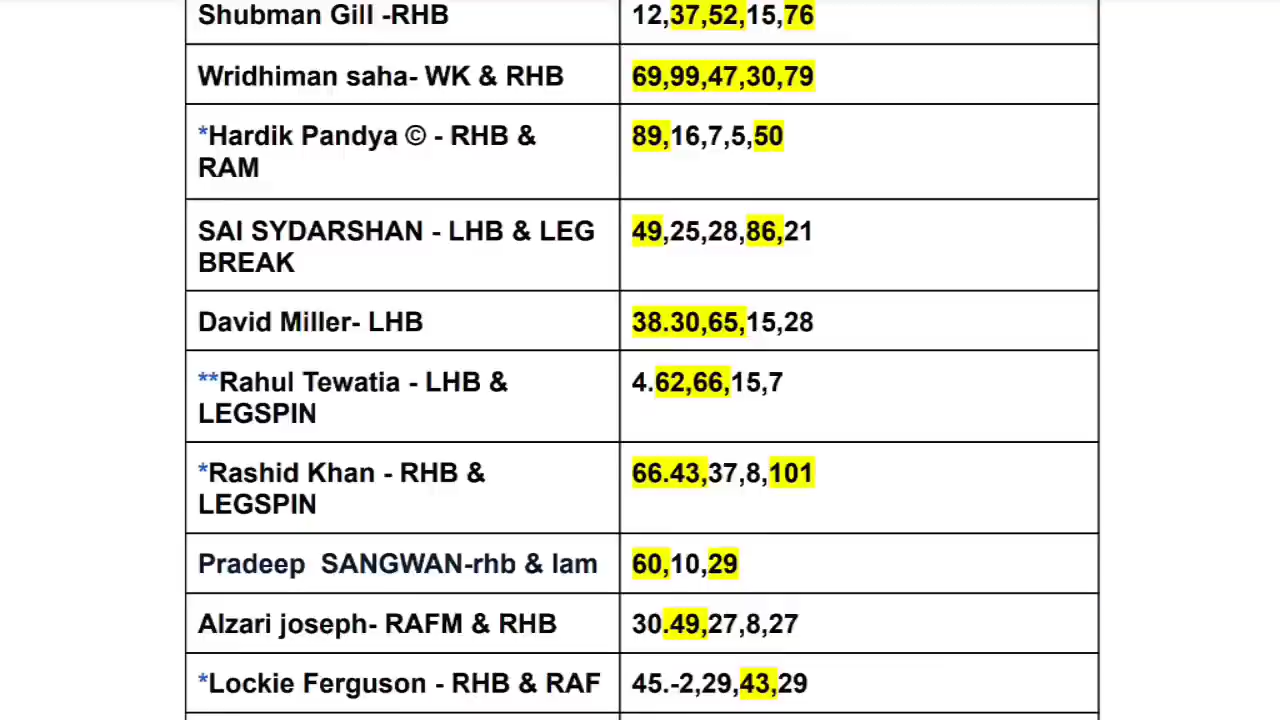 Shubman Gill -RHB 12,37,52,15,76
Wridhiman saha- WK & RHB 69,99,47,30,79
*Hardik Pandya © - RHB & 89,16,7,5,50
RAM
SAI SYDARSHAN - LHB & LEG 49,25,28,86,21
BREAK
David Miller- LHB 38.30,65,15,28
**Rahul Tewatia - LHB & 4.62,66,15,7
LEGSPIN
*Rashid Khan - RHB & 66.43,37,8,101
LEGSPIN
Pradeep  SANGWAN-rhb & lam 60,10,29
Alzari joseph- RAFM & RHB 30.49,27,8,27
*Lockie Ferguson - RHB & RAF 45.-2,29,43,29